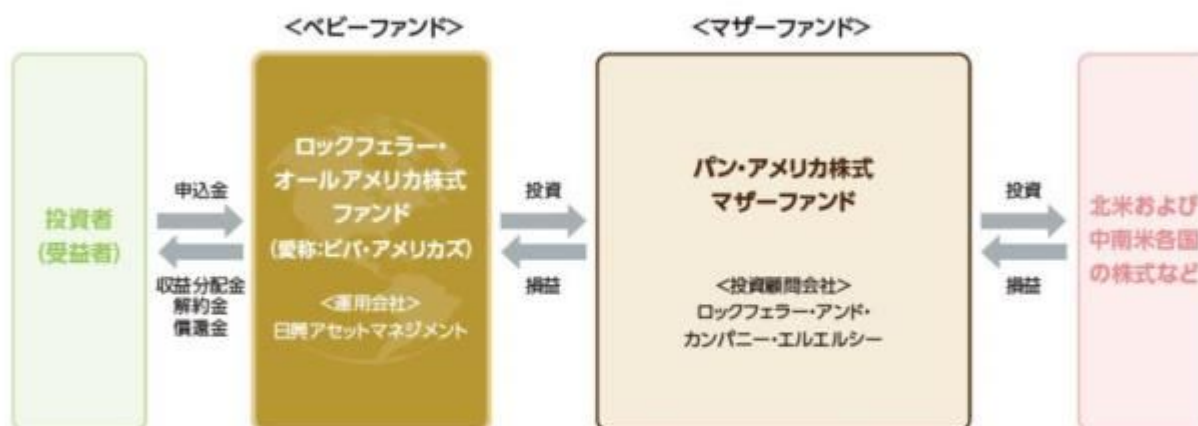 <ベビーファンド>
<マザーファンド>
投資者
(受益者)
申込金
収益分配金
解約金
償還金
ロックフェラー・
オールアメリカ株式
ファンド
(愛称:ビバ・アメリカズ)
<運用会社>
日興アセットマネジメント
投資
損益
パン・アメリカ株式
マザーファンド
<投資顧問会社>
ロックフェラー・アンド・
カンパニー・エルエルシー
投資
損益
北米および
中南米各国
の株式など